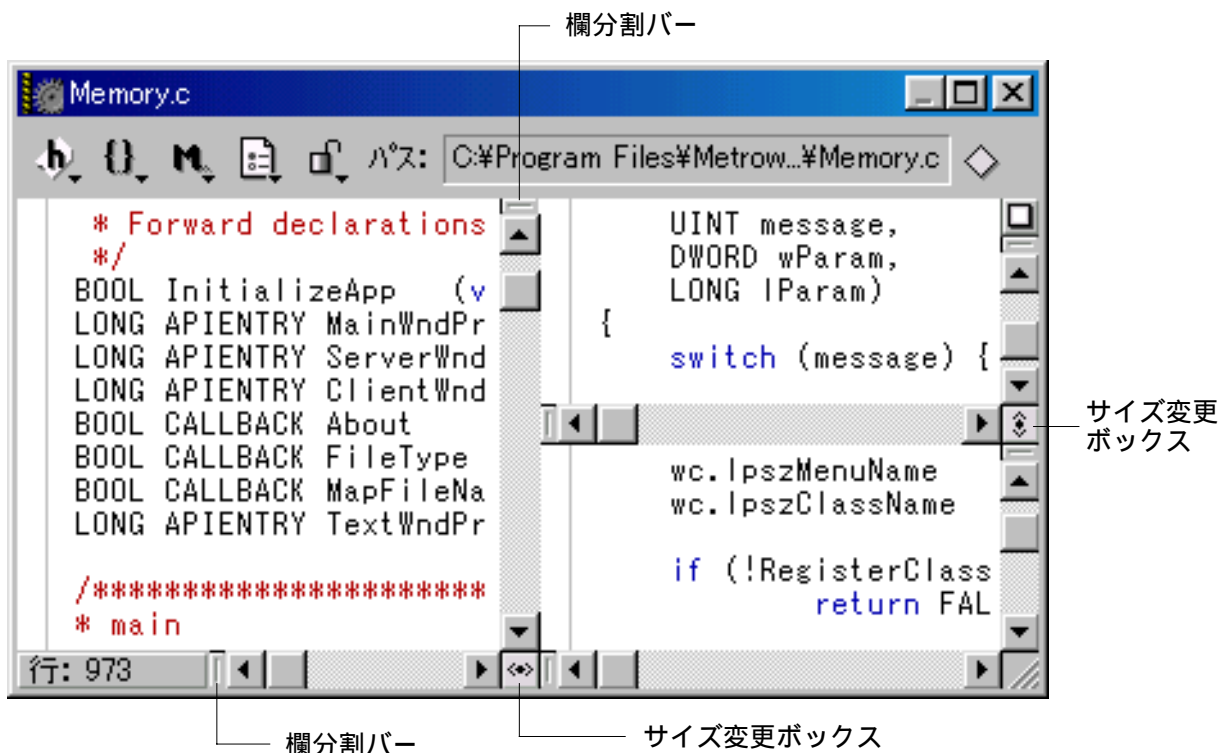 欄分割バー
Memory.c
h {} M パス: C:¥Program Files¥Metrow...¥Memory.c
* Forward declarations
*/
BOOL InitializeApp (v
LONG APIENTRY MainWndPr
LONG APIENTRY ServerWnd
LONG APIENTRY ClientWnd
BOOL CALLBACK About
BOOL CALLBACK FileType
BOOL CALLBACK MapFileNa
LONG APIENTRY TextWndPr
/***********************
* main
UINT message,
DWORD wParam,
LONG lParam)
{
switch (message) {
wc.lpszMenuName
wc.lpszClassName
if (!RegisterClass
return FAL
サイズ変更
ボックス
行: 973
欄分割バー
サイズ変更ボックス